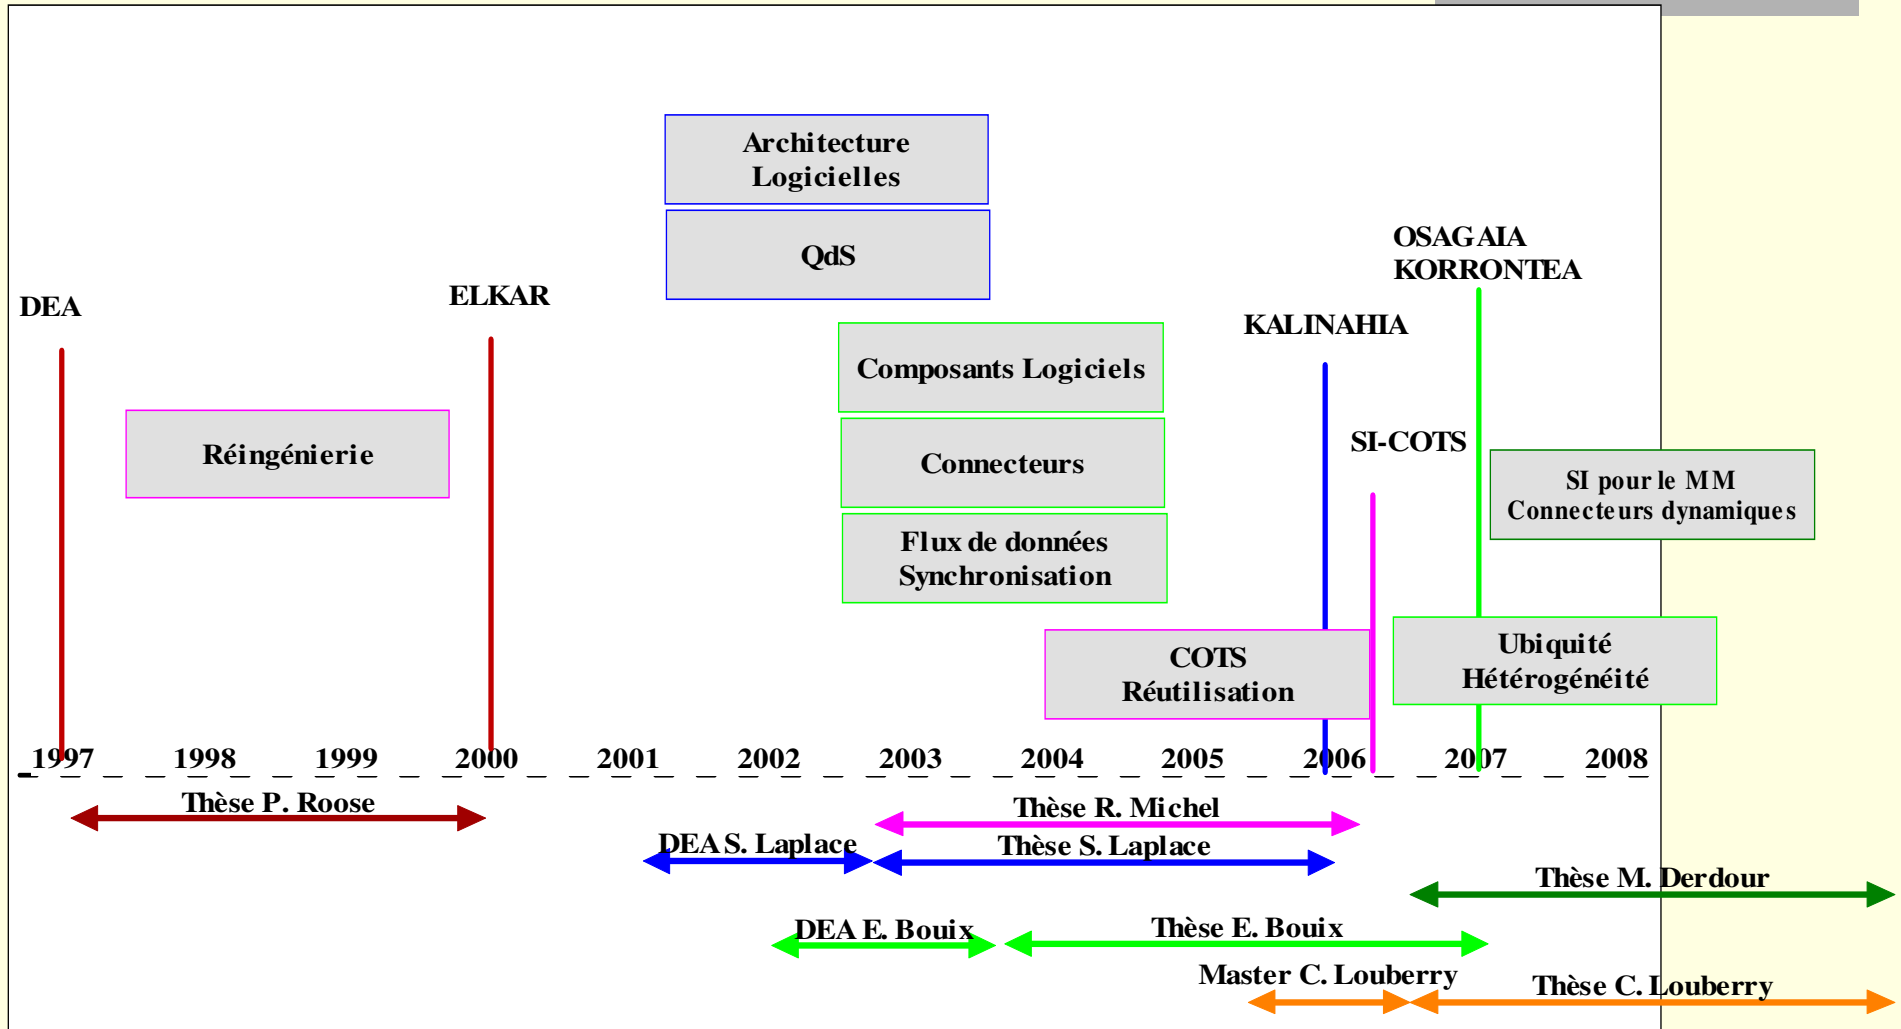 Architecture
Logicielles
QdS
OSAGAIA
KORRONTEA
DEA
ELKAR
KALINAHIA
Composants Logiciels
Réingénierie
SI-COTS
Connecteurs
SI pour le MM
Connecteurs dynamiques
Flux de données
Synchronisation
COTS
Réutilisation
Ubiquité
Hétérogénéité
1997 1998 1999 2000 2001 2002 2003 2004 2005 2006 2007 2008
Thèse P. Roose
Thèse R. Michel
DEA S. Laplace
Thèse S. Laplace
Thèse M. Derdour
DEA E. Bouix
Thèse E. Bouix
Master C. Louberry
Thèse C. Louberry